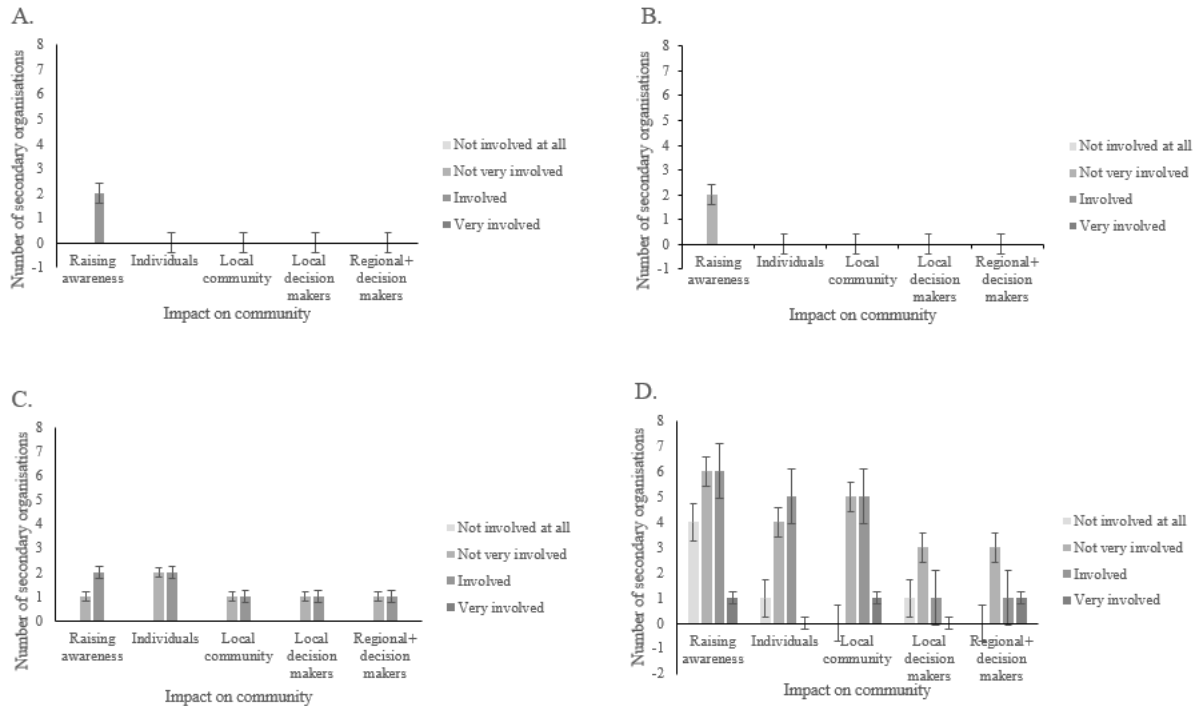 A.
Number of secondary organisations
8
7
6
5
4
3
2
1
0
-1
Raising awareness
Individuals
Local community
Local decision makers
Regional+ decision makers
Impact on community
Not involved at all
Not very involved
Involved
Very involved
B.
Number of secondary organisations
8
7
6
5
4
3
2
1
0
-1
Raising awareness
Individuals
Local community
Local decision makers
Regional+ decision makers
Impact on community
Not involved at all
Not very involved
Involved
Very involved
C.
Number of secondary organisations
8
7
6
5
4
3
2
1
0
Raising awareness
Individuals
Local community
Local decision makers
Regional+ decision makers
Impact on community
Not involved at all
Not very involved
Involved
Very involved
D.
Number of secondary organisations
8
7
6
5
4
3
2
1
0
-1
-2
Raising awareness
Individuals
Local community
Local decision makers
Regional+ decision makers
Impact on community
Not involved at all
Not very involved
Involved
Very involved